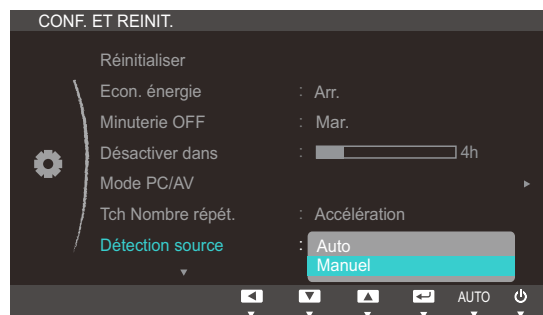 CONF. ET REINIT.
Réinitialiser
Econ. énergie : Arr.
Minuterie OFF : Mar.
Désactiver dans : 4h
Mode PC/AV
Tch Nombre répét. : Accélération
Détection source : Auto
Manuel
AUTO